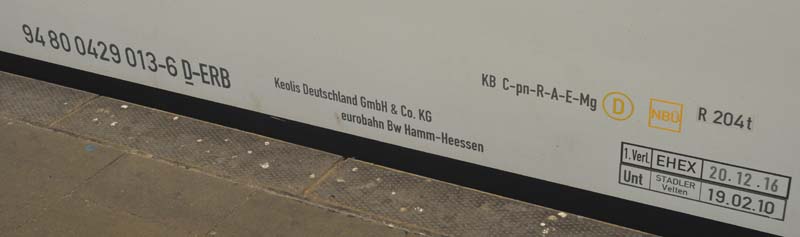 94 80 0429 013-6 D-ERB
Keolis Deutschland GmbH & Co. KG
eurobahn Bw Hamm-Heessen
KB C-pn-R-A-E-Mg D NBÜ R 204t
1.Verl. EHEX 20.12.16
Unt STADLER Velten 19.02.10